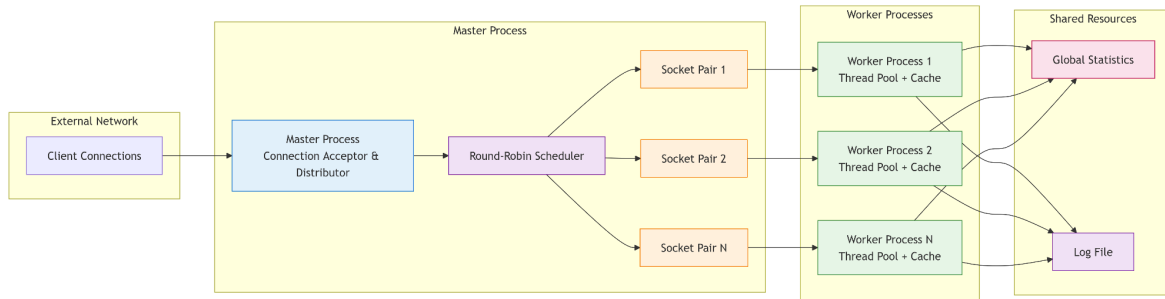 External Network
Client Connections
Master Process
Master Process
Connection Acceptor &
Distributor
Round-Robin Scheduler
Socket Pair 1
Socket Pair 2
Socket Pair N
Worker Processes
Worker Process 1
Thread Pool + Cache
Worker Process 2
Thread Pool + Cache
Worker Process N
Thread Pool + Cache
Shared Resources
Global Statistics
Log File